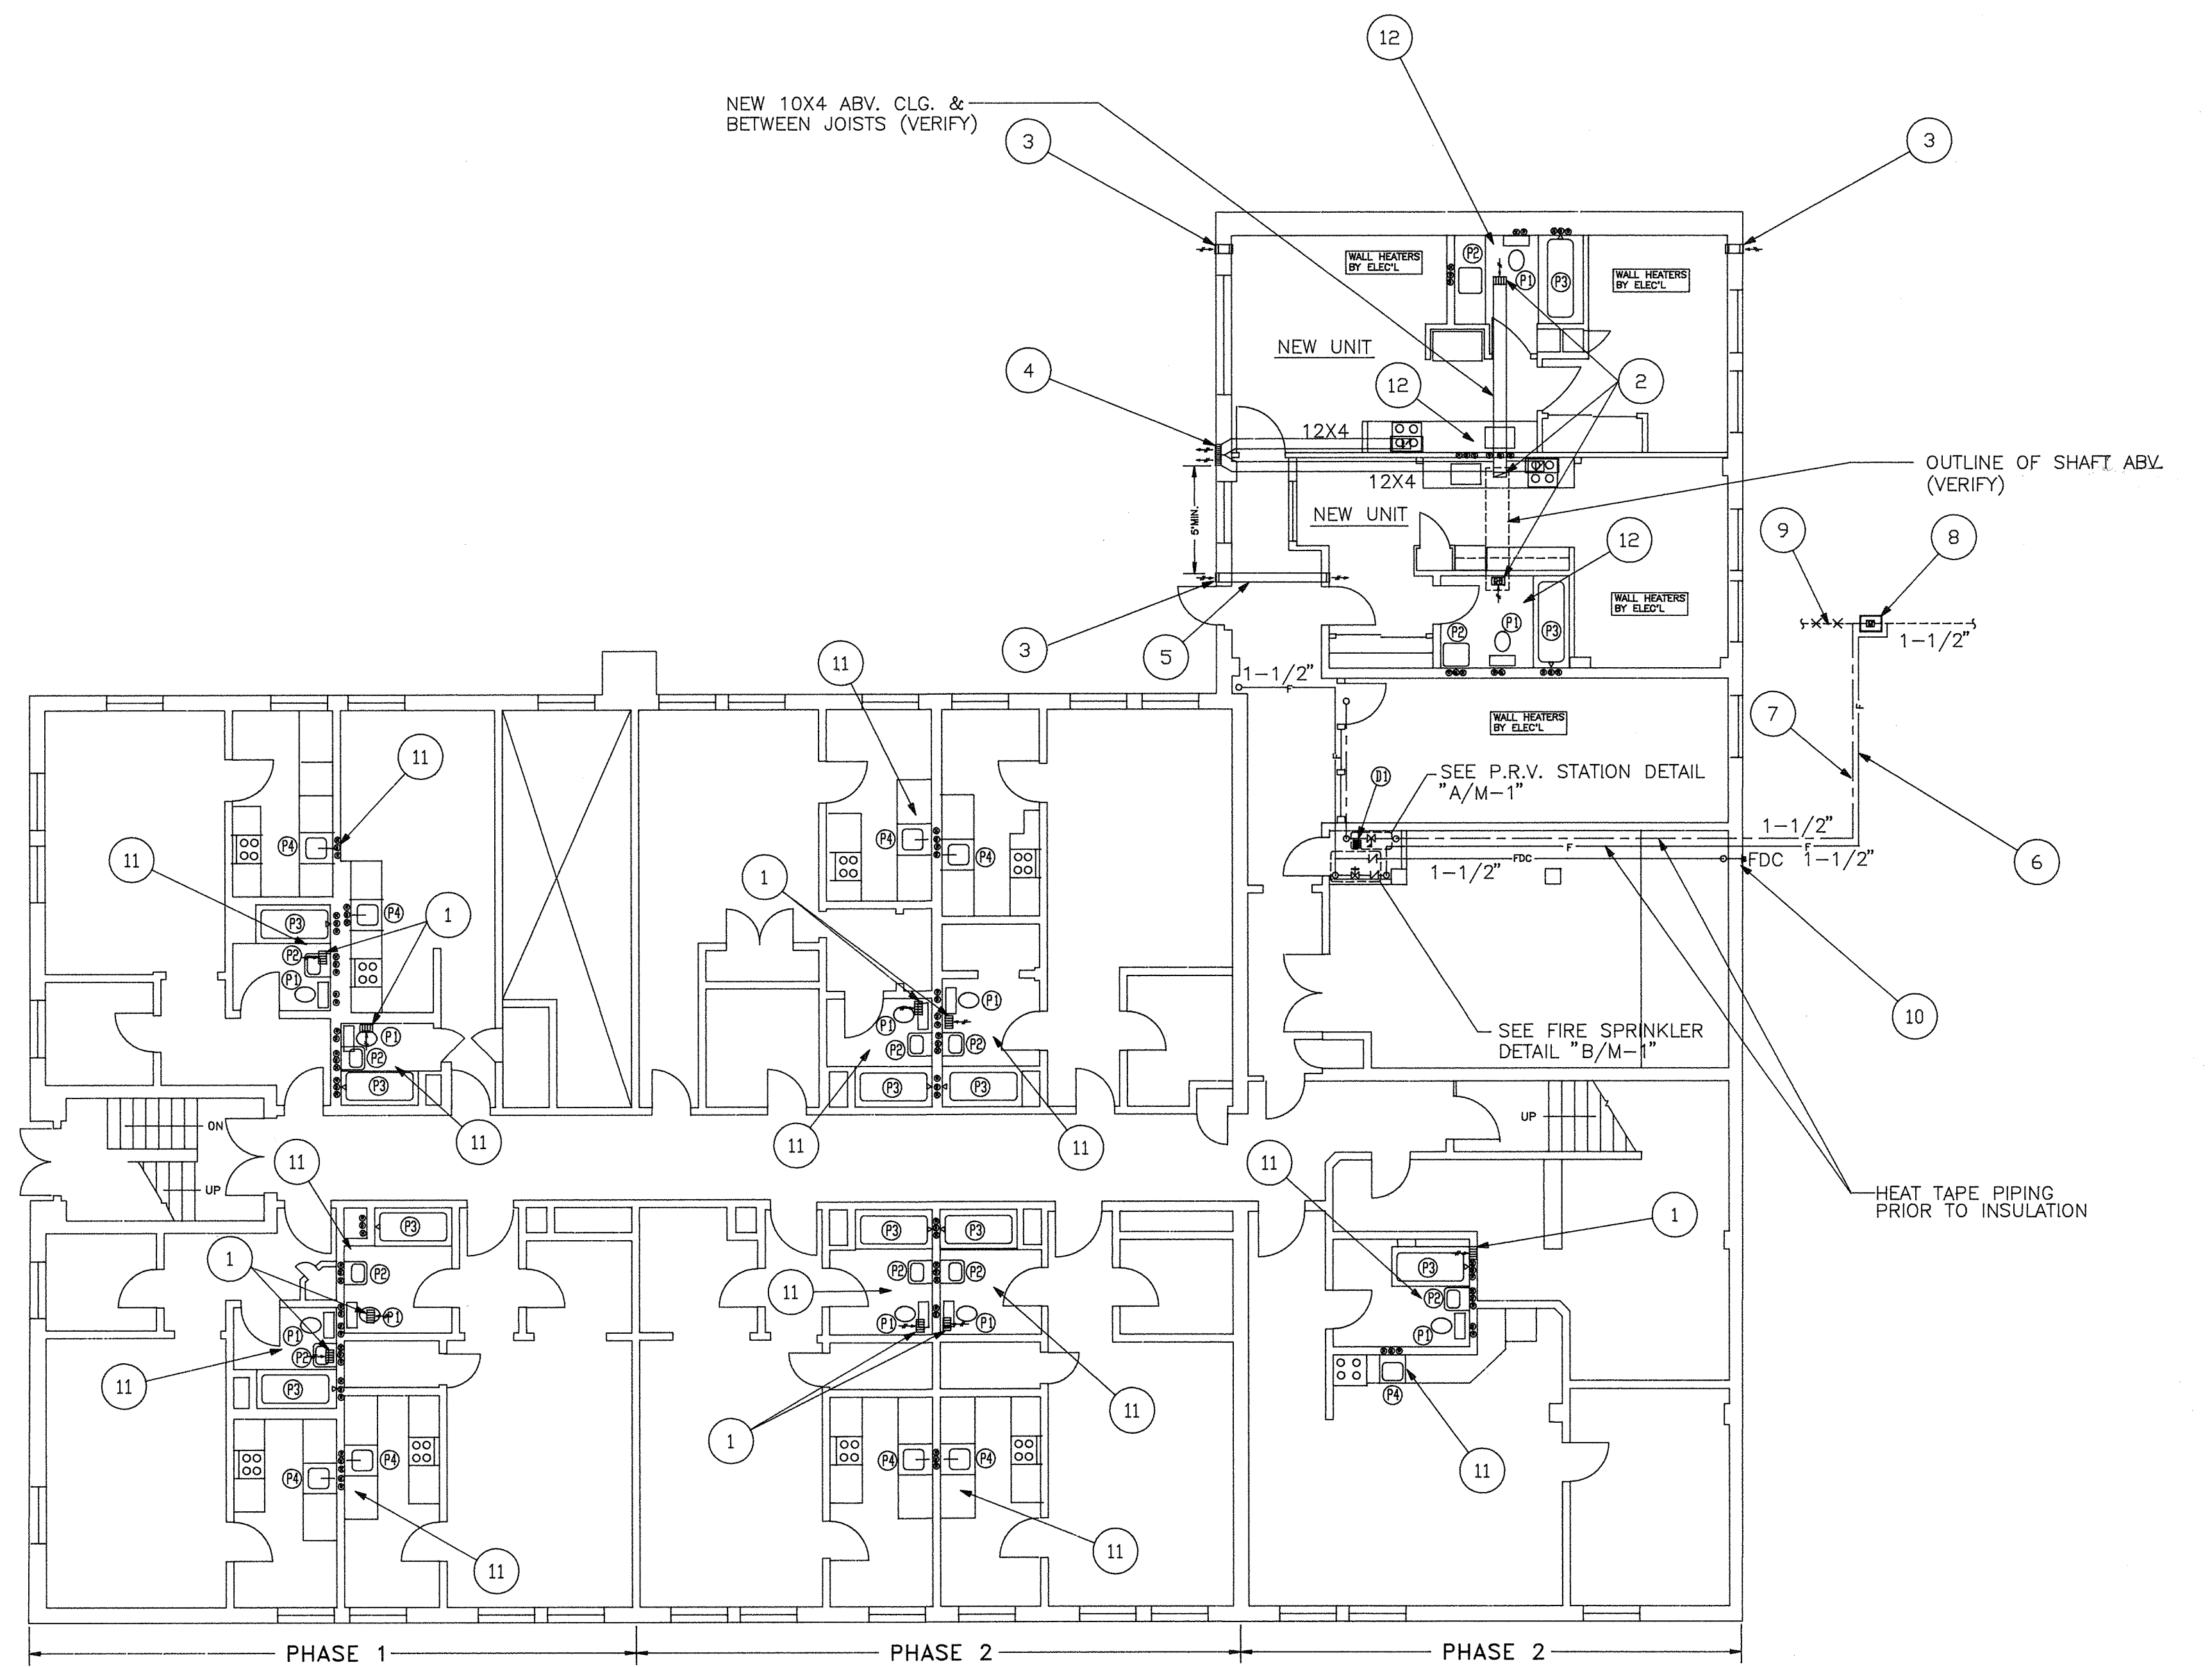 12
NEW 10X4 ABV. CLG. &
BETWEEN JOISTS (VERIFY)
3
3
WALL HEATERS
BY ELEC'L
P2
P1
P3
WALL HEATERS
BY ELEC'L
NEW UNIT
4
12
2
12X4
12X4
OUTLINE OF SHAFT ABV.
(VERIFY)
5'MIN.
NEW UNIT
12
9
8
WALL HEATERS
BY ELEC'L
P2
P1
P3
1-1/2"
3
5
11
1-1/2"
F
F
7
WALL HEATERS
BY ELEC'L
11
D1
SEE P.R.V. STATION DETAIL
"A/M-1"
F
1-1/2"
F
F
FDC
FDC
1-1/2"
1-1/2"
6
P4
P4
P4
11
1
P3
P4
1
P2
P1
P1
P1
10
P1
P2
P2
P2
P3
P3
P3
SEE FIRE SPRINKLER
DETAIL "B/M-1"
11
11
11
ON
UP
UP
11
11
HEAT TAPE PIPING
PRIOR TO INSULATION
1
P3
P3
P3
1
P2
P2
P2
11
P3
P2
P1
P1
P1
P1
P1
P2
11
P3
11
P4
1
P4
P4
P4
P4
11
11
11
PHASE 1
PHASE 2
PHASE 2